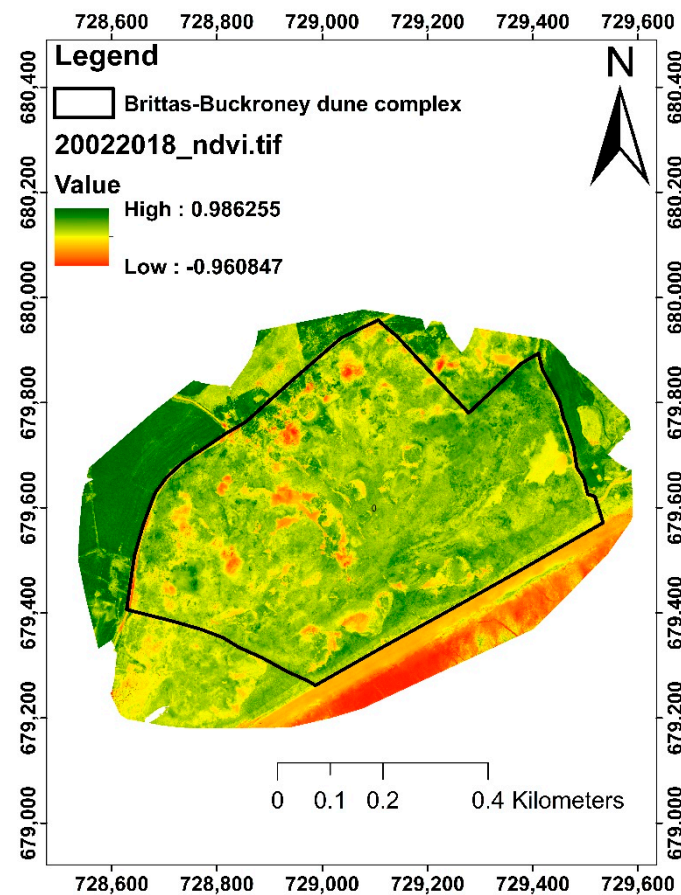 728,600 728,800 729,000 729,200 729,400 729,600
Legend
N
Brittas-Buckroney dune complex
20022018_ndvi.tif
Value
High : 0.986255
Low : -0.960847
680,400
680,200
680,000
679,800
679,600
679,400
679,200
679,000
680,400
680,200
680,000
679,800
679,600
679,400
679,200
679,000
0
0 0.1 0.2 0.4 Kilometers
728,600 728,800 729,000 729,200 729,400 729,600